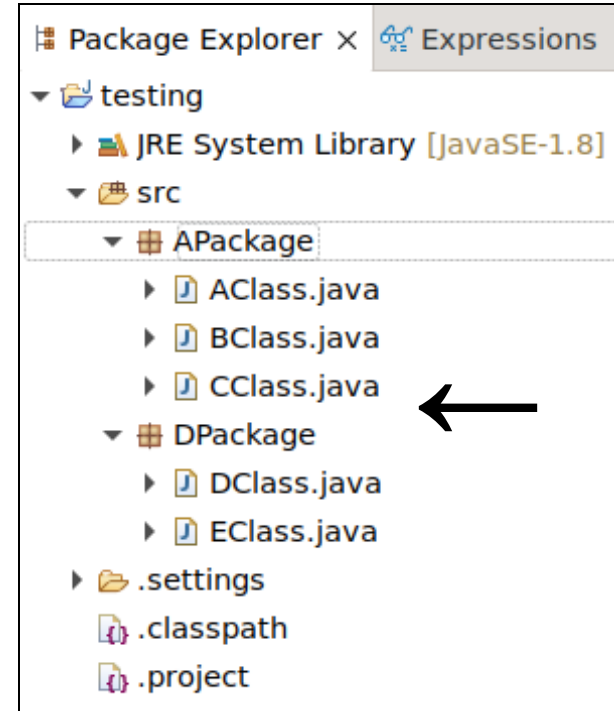 Package Explorer × Expressions
testing
JRE System Library [JavaSE-1.8]
src
APackage
AClass.java
BClass.java
CClass.java
DPackage
DClass.java
EClass.java
.settings
.classpath
.project